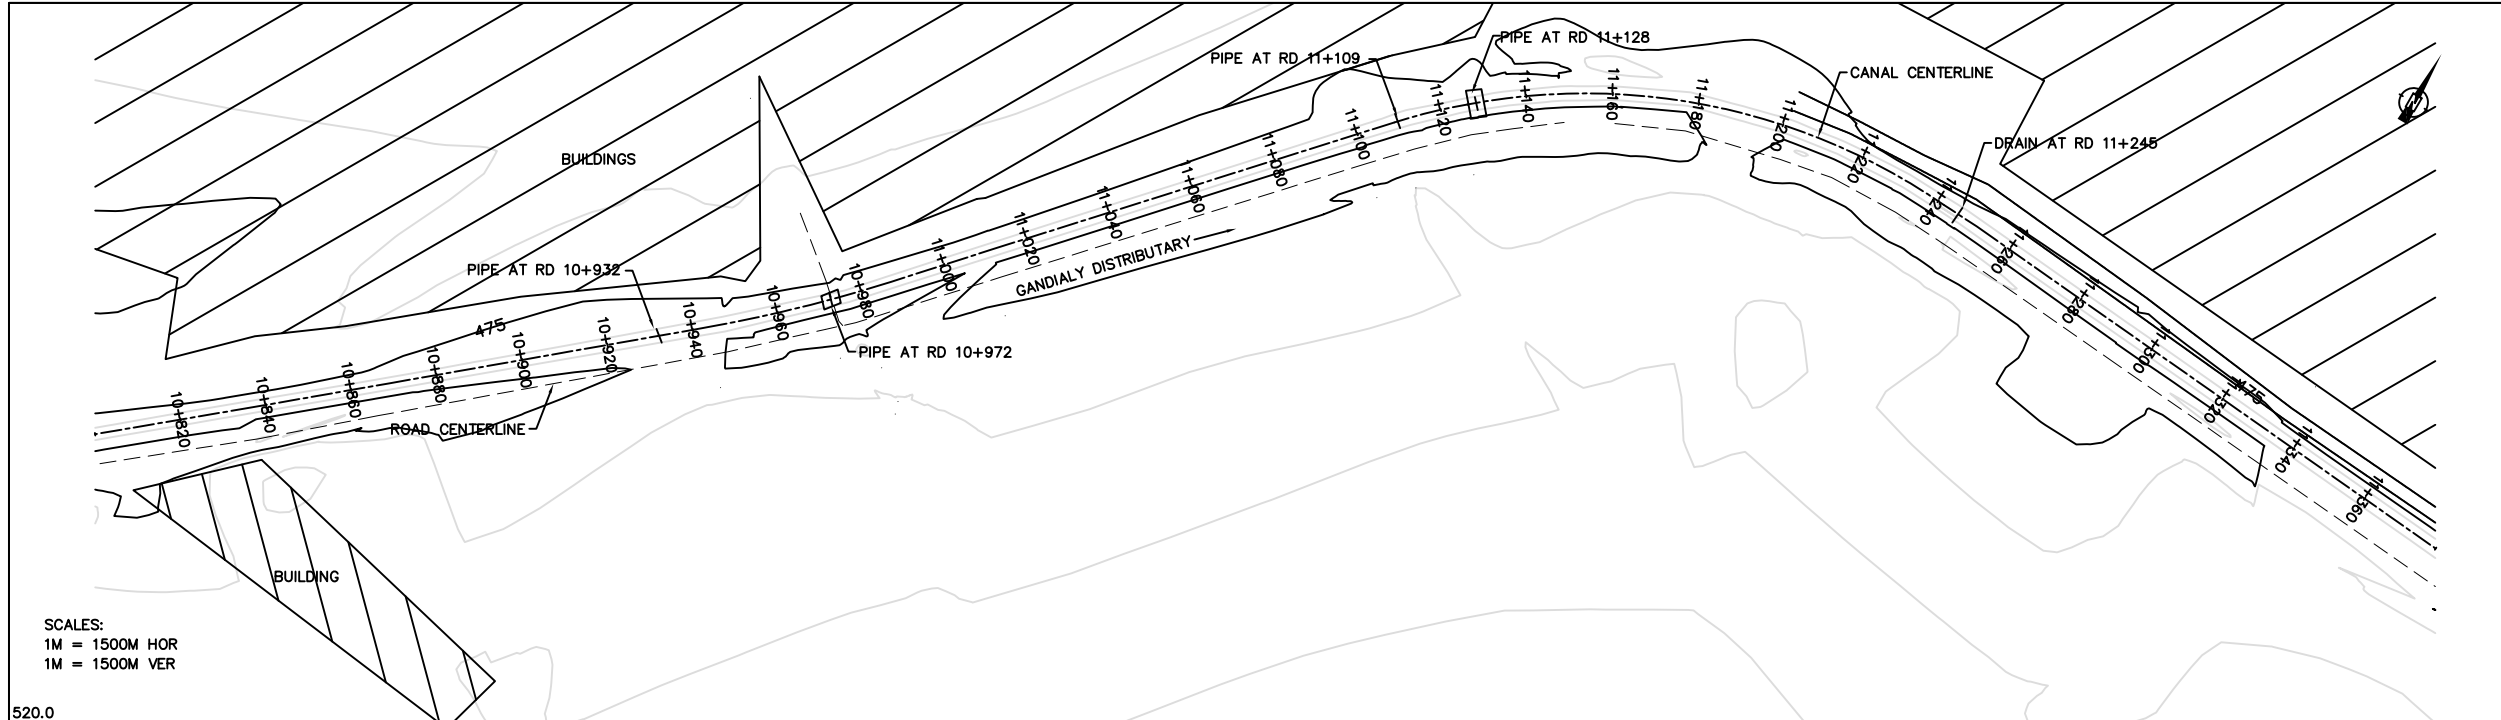 PIPE AT RD 11+128
PIPE AT RD 11+109
CANAL CENTERLINE
DRAIN AT RD 11+245
BUILDINGS
PIPE AT RD 10+932
GANDIALY DISTRIBUTARY
PIPE AT RD 10+972
475
ROAD CENTERLINE
10+820
10+840
10+860
10+880
10+900
10+920
10+940
10+960
10+980
11+000
11+020
11+040
11+060
11+080
11+100
11+120
11+140
11+160
11+180
11+200
11+220
11+240
11+260
11+280
11+300
11+320
475
11+340
11+360
BUILDING
SCALES:
1M = 1500M HOR
1M = 1500M VER
520.0